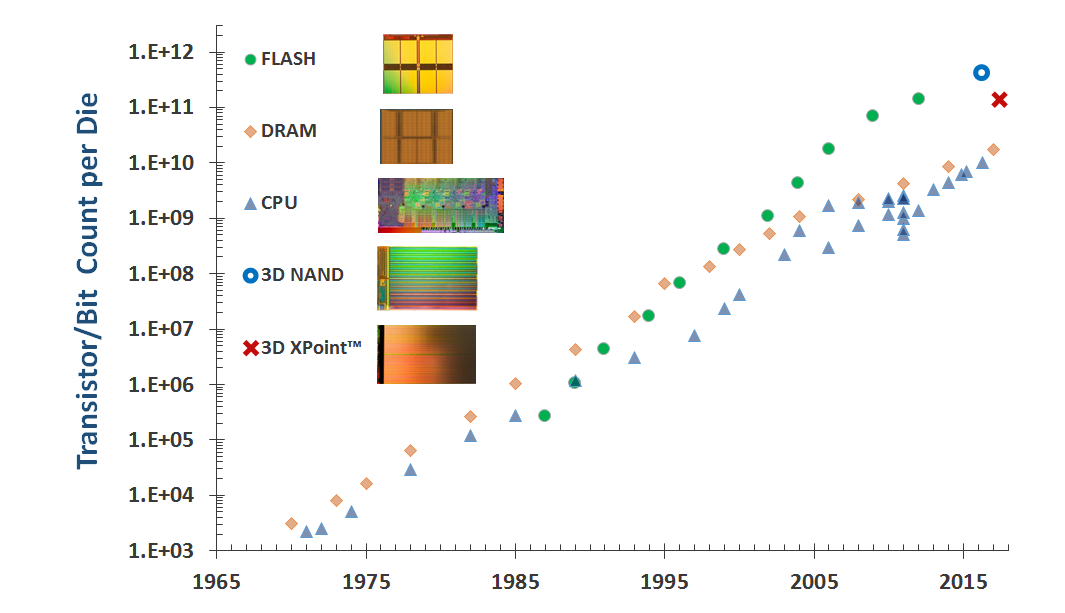 Transistor/Bit Count per Die
1.E+12
1.E+11
1.E+10
1.E+09
1.E+08
1.E+07
1.E+06
1.E+05
1.E+04
1.E+03
FLASH
DRAM
CPU
3D NAND
3D XPoint™
1965 1975 1985 1995 2005 2015